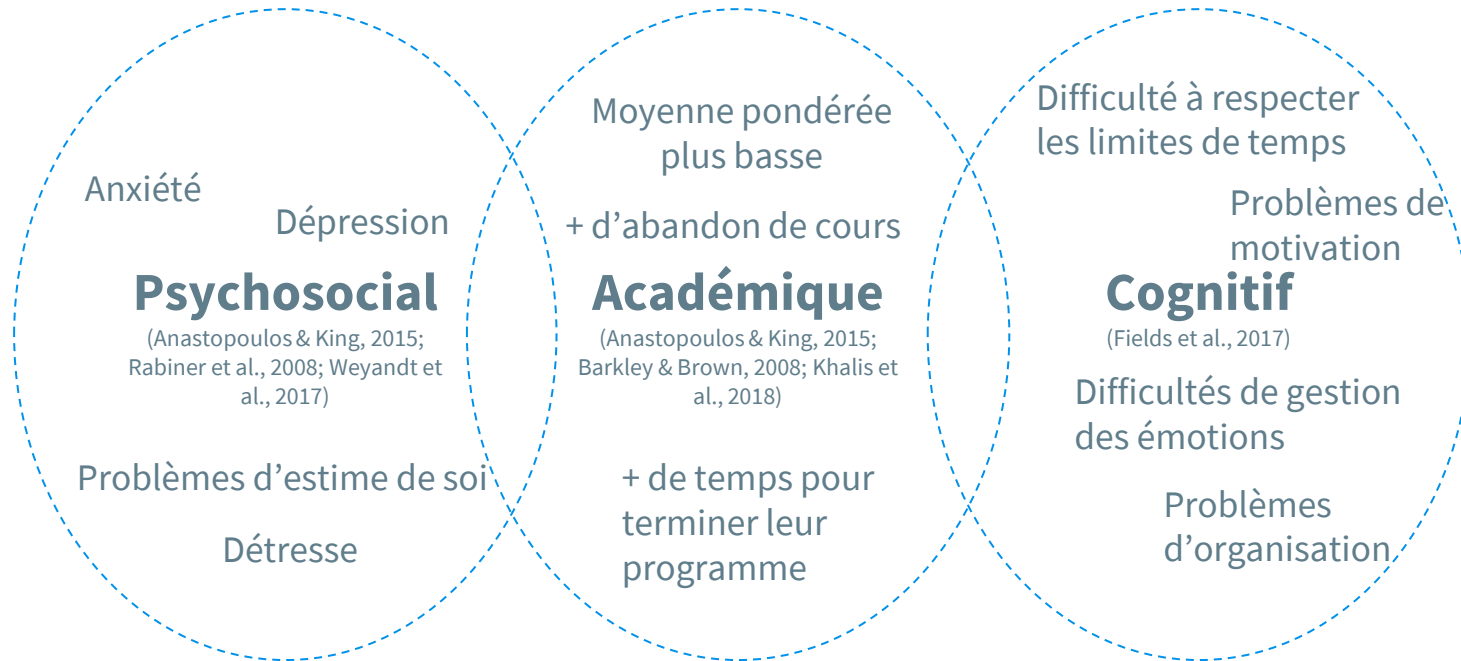 Anxiété
Dépression
Psychosocial
(Anastopoulos & King, 2015;
Rabiner et al., 2008; Weyandt et
al., 2017)
Problèmes d’estime de soi
Détresse
Moyenne pondérée
plus basse
+ d’abandon de cours
Académique
(Anastopoulos & King, 2015;
Barkley & Brown, 2008; Khalis et
al., 2018)
+ de temps pour
terminer leur
programme
Difficulté à respecter
les limites de temps
Problèmes de
motivation
Cognitif
(Fields et al., 2017)
Difficultés de gestion
des émotions
Problèmes
d’organisation